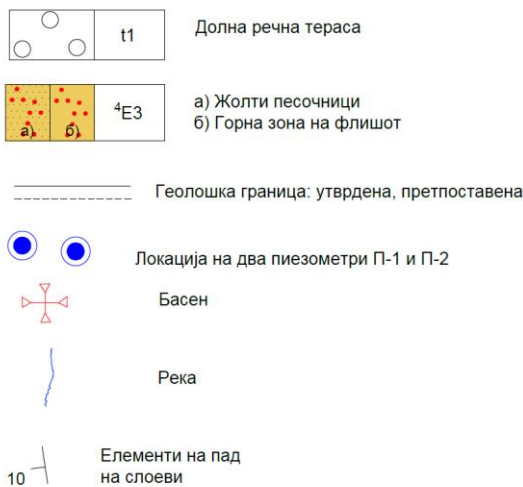 t1 Долна речна тераса
а) б) ⁴Е3 а) Жолти песочници
б) Горна зона на флишот
Геолошка граница: утврдена, претпоставена
Локација на два пиезометри П-1 и П-2
Басен
Река
10 Елементи на пад
на слоеви